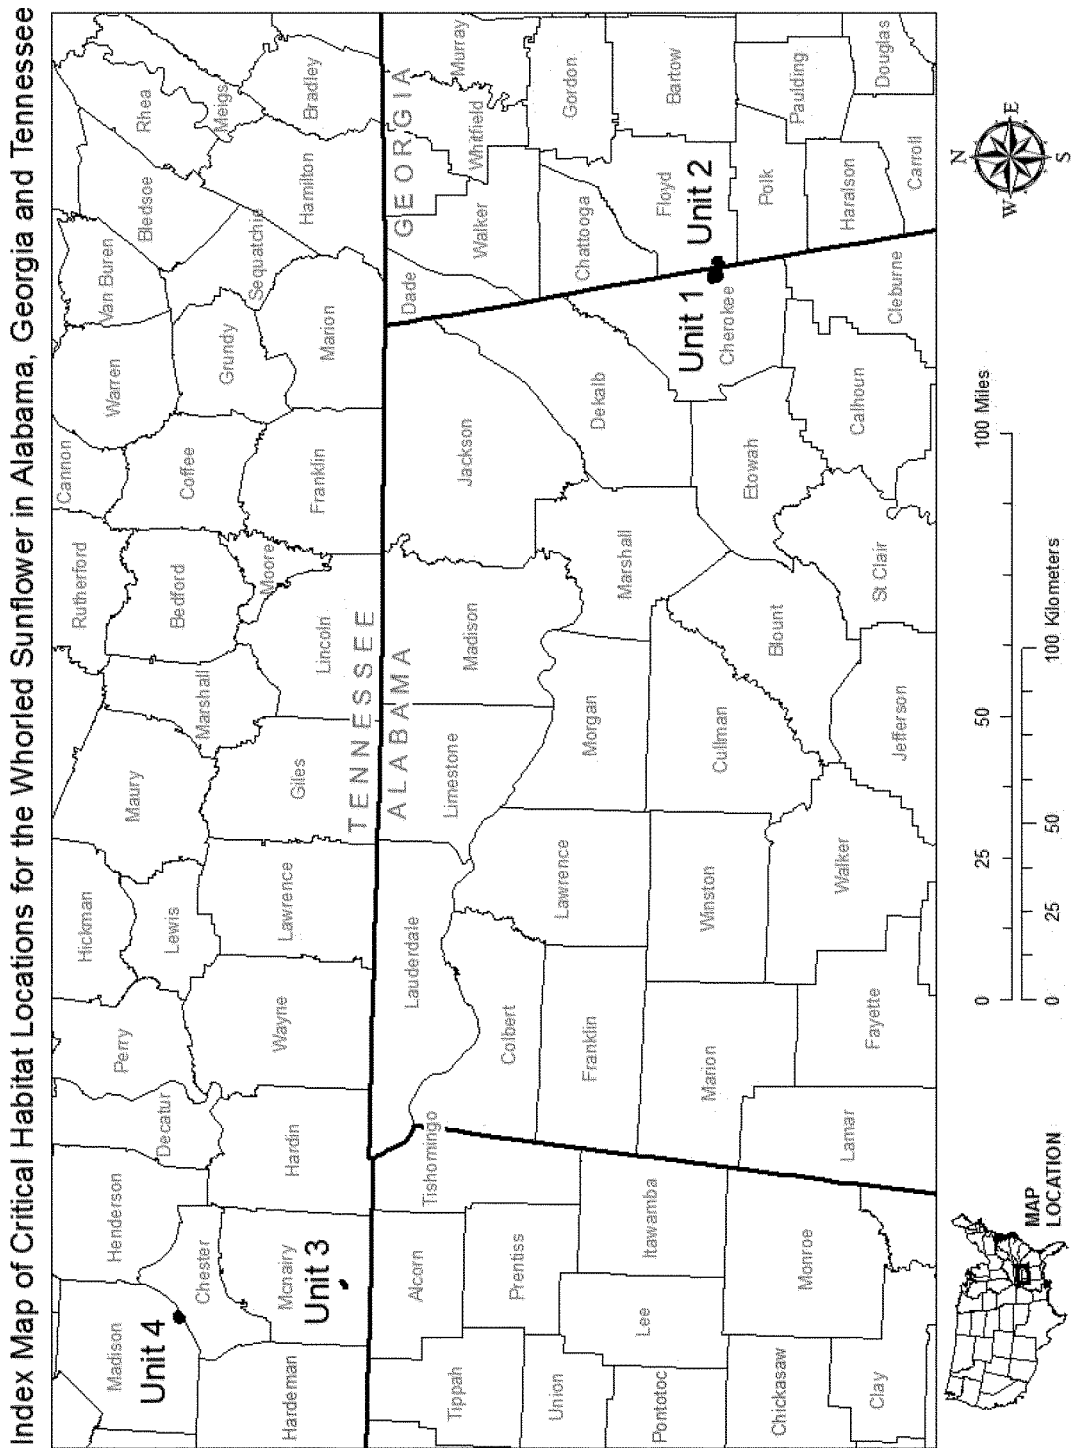 Index Map of Critical Habitat Locations for the Whorled Sunflower in Alabama, Georgia and Tennessee
Madison
Henderson
Decatur
Perry
Hickman
Maury
Rutherford
Cannon
Warren
Van Buren
Bledsoe
Rhea
Unit 4
Chester
Lewis
Marshall
Bedford
Coffee
Grundy
Sequatchie
Meigs
Hardeman
Mcnairy
Hardin
Wayne
Lawrence
Giles
Lincoln
Moore
Franklin
Marion
Hamilton
Bradley
Unit 3
TENNESSEE
ALABAMA
GEORGIA
Alcorn
Tishomingo
Lauderdale
Limestone
Madison
Jackson
Dade
Walker
Whitfield
Murray
Tippah
Prentiss
Colbert
Lawrence
Morgan
Marshall
Dekalb
Chattooga
Gordon
Union
Franklin
Pontotoc
Lee
Itawamba
Marion
Winston
Cullman
Unit 1
Cherokee
Unit 2
Floyd
Bartow
Chickasaw
Monroe
Blount
Etowah
Polk
Paulding
Clay
Lamar
Fayette
Walker
Jefferson
St Clair
Calhoun
Cleburne
Haralson
Carroll
Douglas
0 25 50 100 Miles
0 25 50 100 Kilometers
MAP
LOCATION
N
W E
S